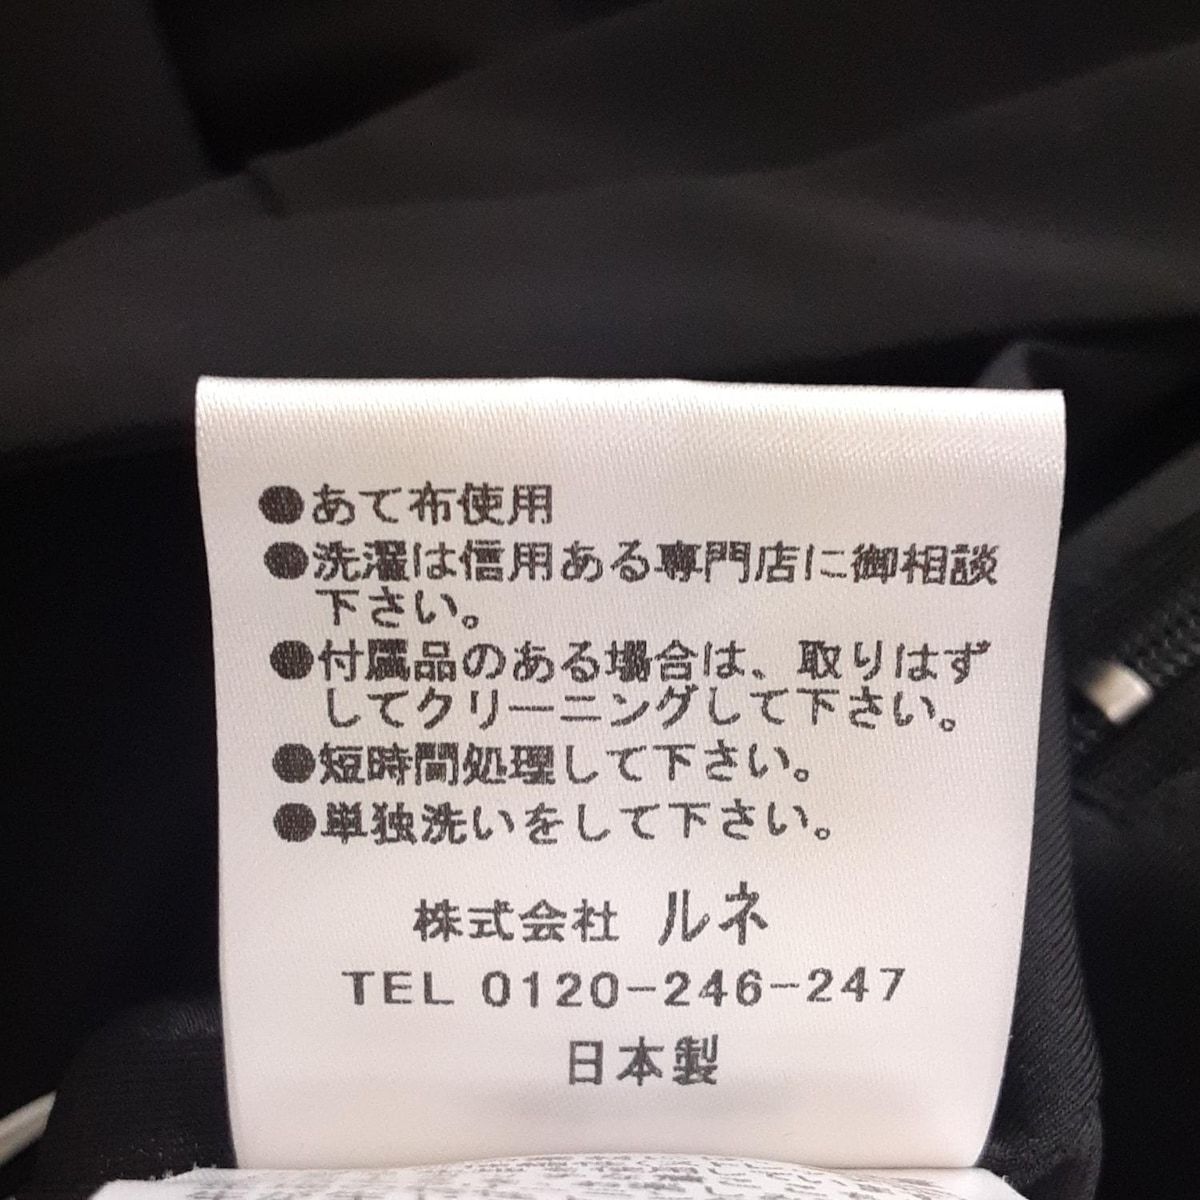 ●あて布使用
●洗濯は信用ある専門店に御相談
下さい。
●付属品のある場合は、取りはず
してクリーニングして下さい。
●短時間処理して下さい。
●単独洗いをして下さい。
株式会社 ルネ
TEL 0120-246-247
日本製